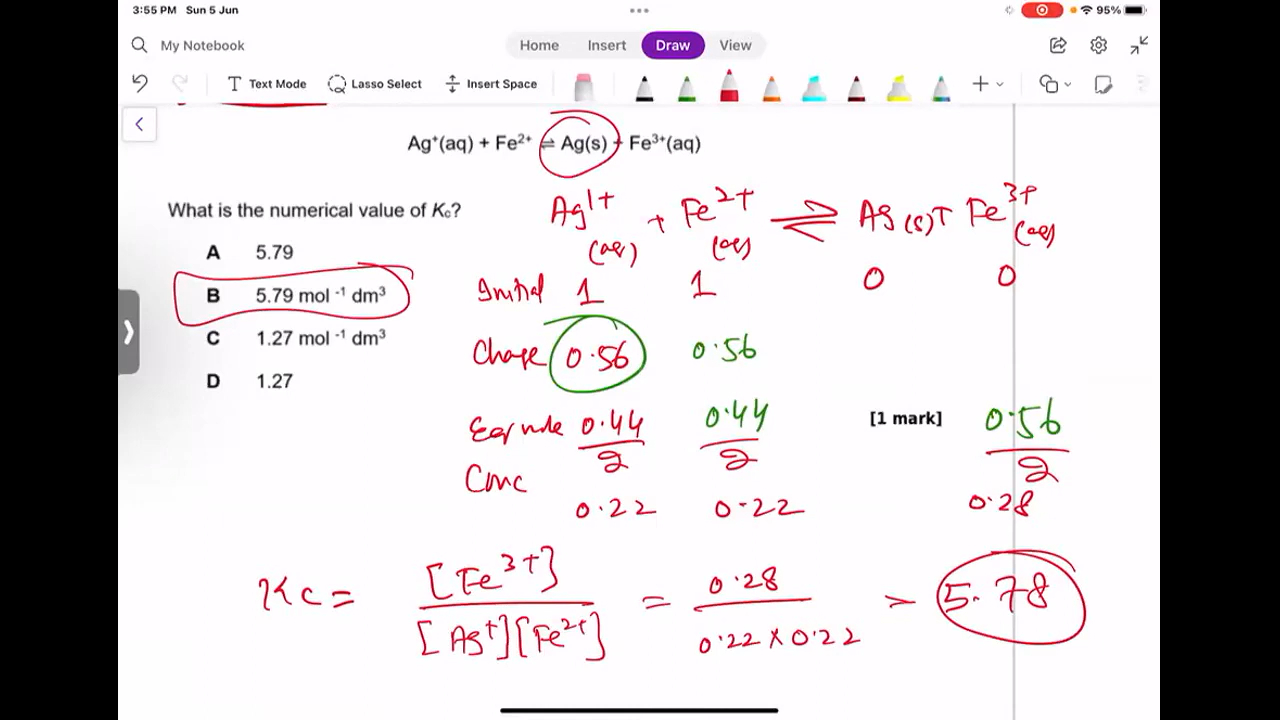 3:55 PM Sun 5 Jun
95%
My Notebook
Home Insert Draw View
Text Mode Lasso Select Insert Space
Ag⁺(aq) + Fe²⁺ ⇌ Ag(s) + Fe³⁺(aq)
What is the numerical value of Kc?
A 5.79
B 5.79 mol ⁻¹ dm³
C 1.27 mol ⁻¹ dm³
D 1.27
[1 mark]
Ag¹⁺ + Fe²⁺ ⇌ Ag(s) + Fe³⁺
(aq) (aq) (aq)
Initial 1 1 0 0
0.56 0.56
0.44/2 0.44/2 0.56/2
Conc
0.22 0.22 0.28
Kc = [Fe³⁺]/[Ag⁺][Fe²⁺] = 0.28/0.22 × 0.22 = 5.78